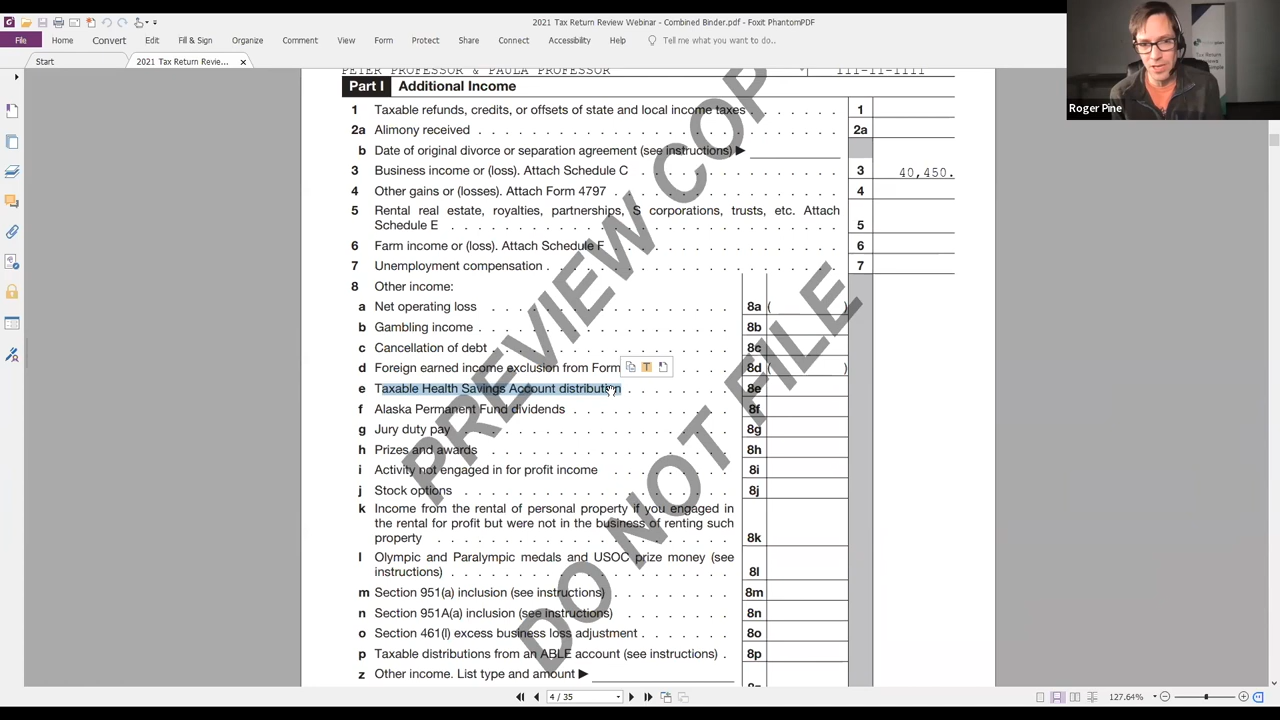 2021 Tax Return Review Webinar - Combined Binder.pdf - Foxit PhantomPDF
File Home Convert Edit Fill & Sign Organize Comment View Form Protect Share Connect Accessibility Help Tell me what you want to do...
Start 2021 Tax Return Revie...
Roger Pine
PETER PROFESSOR & PAULA PROFESSOR 111-11-1111
Part I Additional Income
1 Taxable refunds, credits, or offsets of state and local income taxes . . . . . 1
2a Alimony received . . . . . 2a
b Date of original divorce or separation agreement (see instructions) ▶
3 Business income or (loss). Attach Schedule C . . . . . 3 40,450.
4 Other gains or (losses). Attach Form 4797 . . . . . 4
5 Rental real estate, royalties, partnerships, S corporations, trusts, etc. Attach
Schedule E . . . . . 5
6 Farm income or (loss). Attach Schedule F . . . . . 6
7 Unemployment compensation . . . . . 7
8 Other income:
a Net operating loss . . . . . 8a ( )
b Gambling income . . . . . 8b
c Cancellation of debt . . . . . 8c
d Foreign earned income exclusion from Form . . . . . 8d ( )
e Taxable Health Savings Account distribution . . . . . 8e
f Alaska Permanent Fund dividends . . . . . 8f
g Jury duty pay . . . . . 8g
h Prizes and awards . . . . . 8h
i Activity not engaged in for profit income . . . . . 8i
j Stock options . . . . . 8j
k Income from the rental of personal property if you engaged in
the rental for profit but were not in the business of renting such
property . . . . . 8k
l Olympic and Paralympic medals and USOC prize money (see
instructions) . . . . . 8l
m Section 951(a) inclusion (see instructions) . . . . . 8m
n Section 951A(a) inclusion (see instructions) . . . . . 8n
o Section 461(l) excess business loss adjustment . . . . . 8o
p Taxable distributions from an ABLE account (see instructions) . 8p
z Other income. List type and amount ▶
PREVIEW COP
DO NOT FILE
4 / 35
127.64%